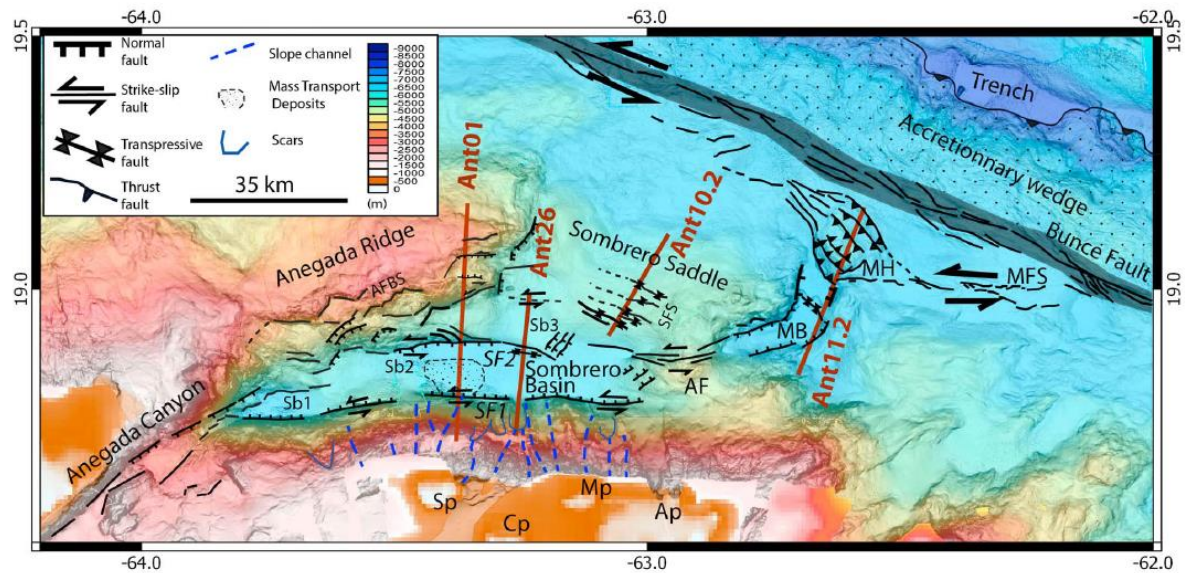 -64.0
-63.0
-62.0
19.5
19.5
Normal
fault
Strike-slip
fault
Transpressive
fault
Thrust
fault
Slope channel
Mass Transport
Deposits
Scars
35 km
-9000
-8500
-8000
-7500
-7000
-6500
-6000
-5500
-5000
-4500
-4000
-3500
-3000
-2500
-2000
-1500
-1000
-500
0
(m)
Trench
Accretionnary wedge
Bunce Fault
Ant01
Ant26
Ant10.2
Ant11.2
Anegada Ridge
AFBS
Sombrero Saddle
SFS
MH
MFS
19.0
19.0
Sb3
MB
SF2
Sb2
Sombrero
Basin
AF
Sb1
SF1
Anegada Canyon
Sp
Mp
Cp
Ap
-64.0
-63.0
-62.0